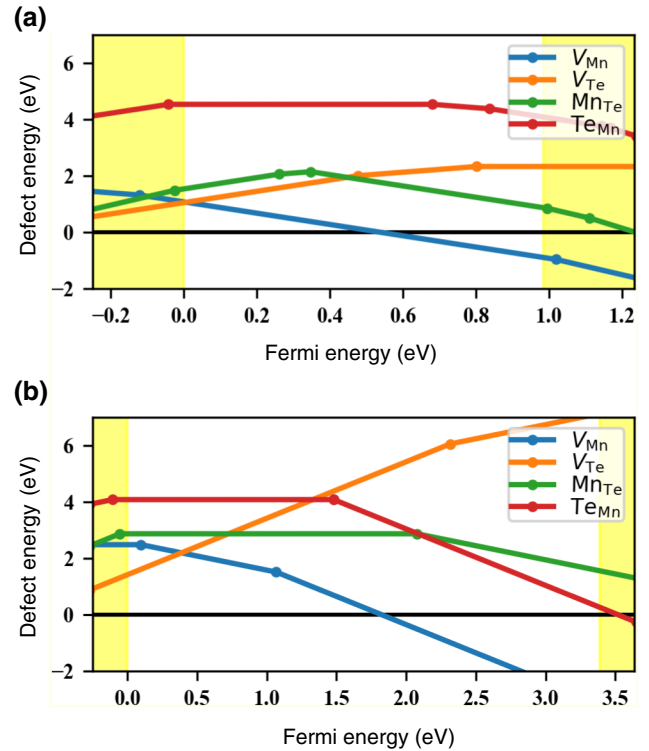 (a)
6
4
2
0
−2
Defect energy (eV)
V_Mn
V_Te
Mn_Te
Te_Mn
−0.2 0.0 0.2 0.4 0.6 0.8 1.0 1.2
Fermi energy (eV)
(b)
6
4
2
0
−2
Defect energy (eV)
V_Mn
V_Te
Mn_Te
Te_Mn
0.0 0.5 1.0 1.5 2.0 2.5 3.0 3.5
Fermi energy (eV)